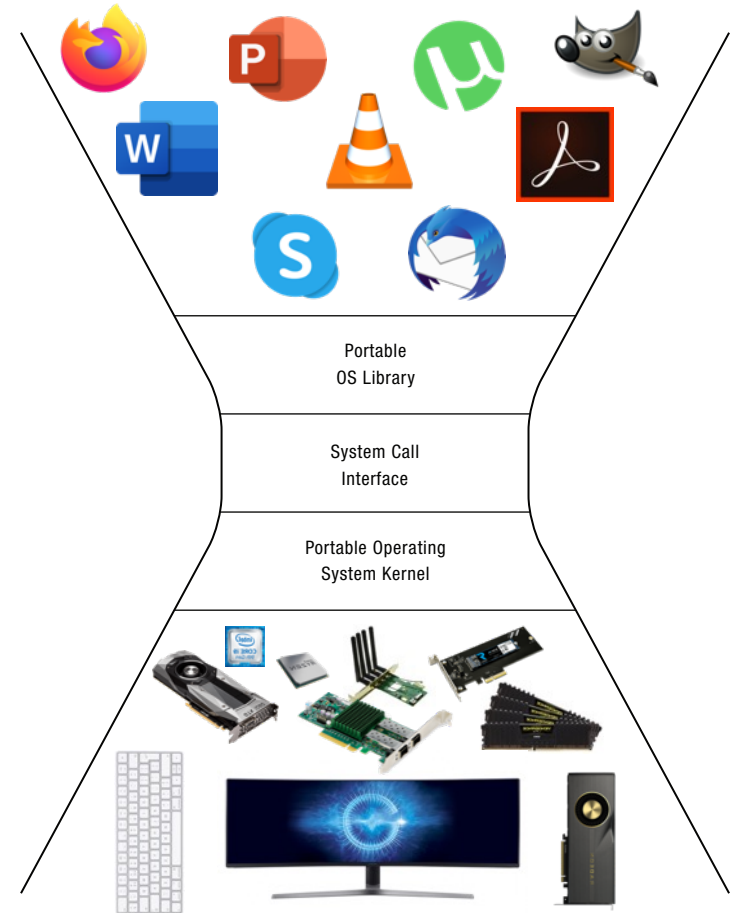 P
µ
W
S
Portable
OS Library
System Call
Interface
Portable Operating
System Kernel